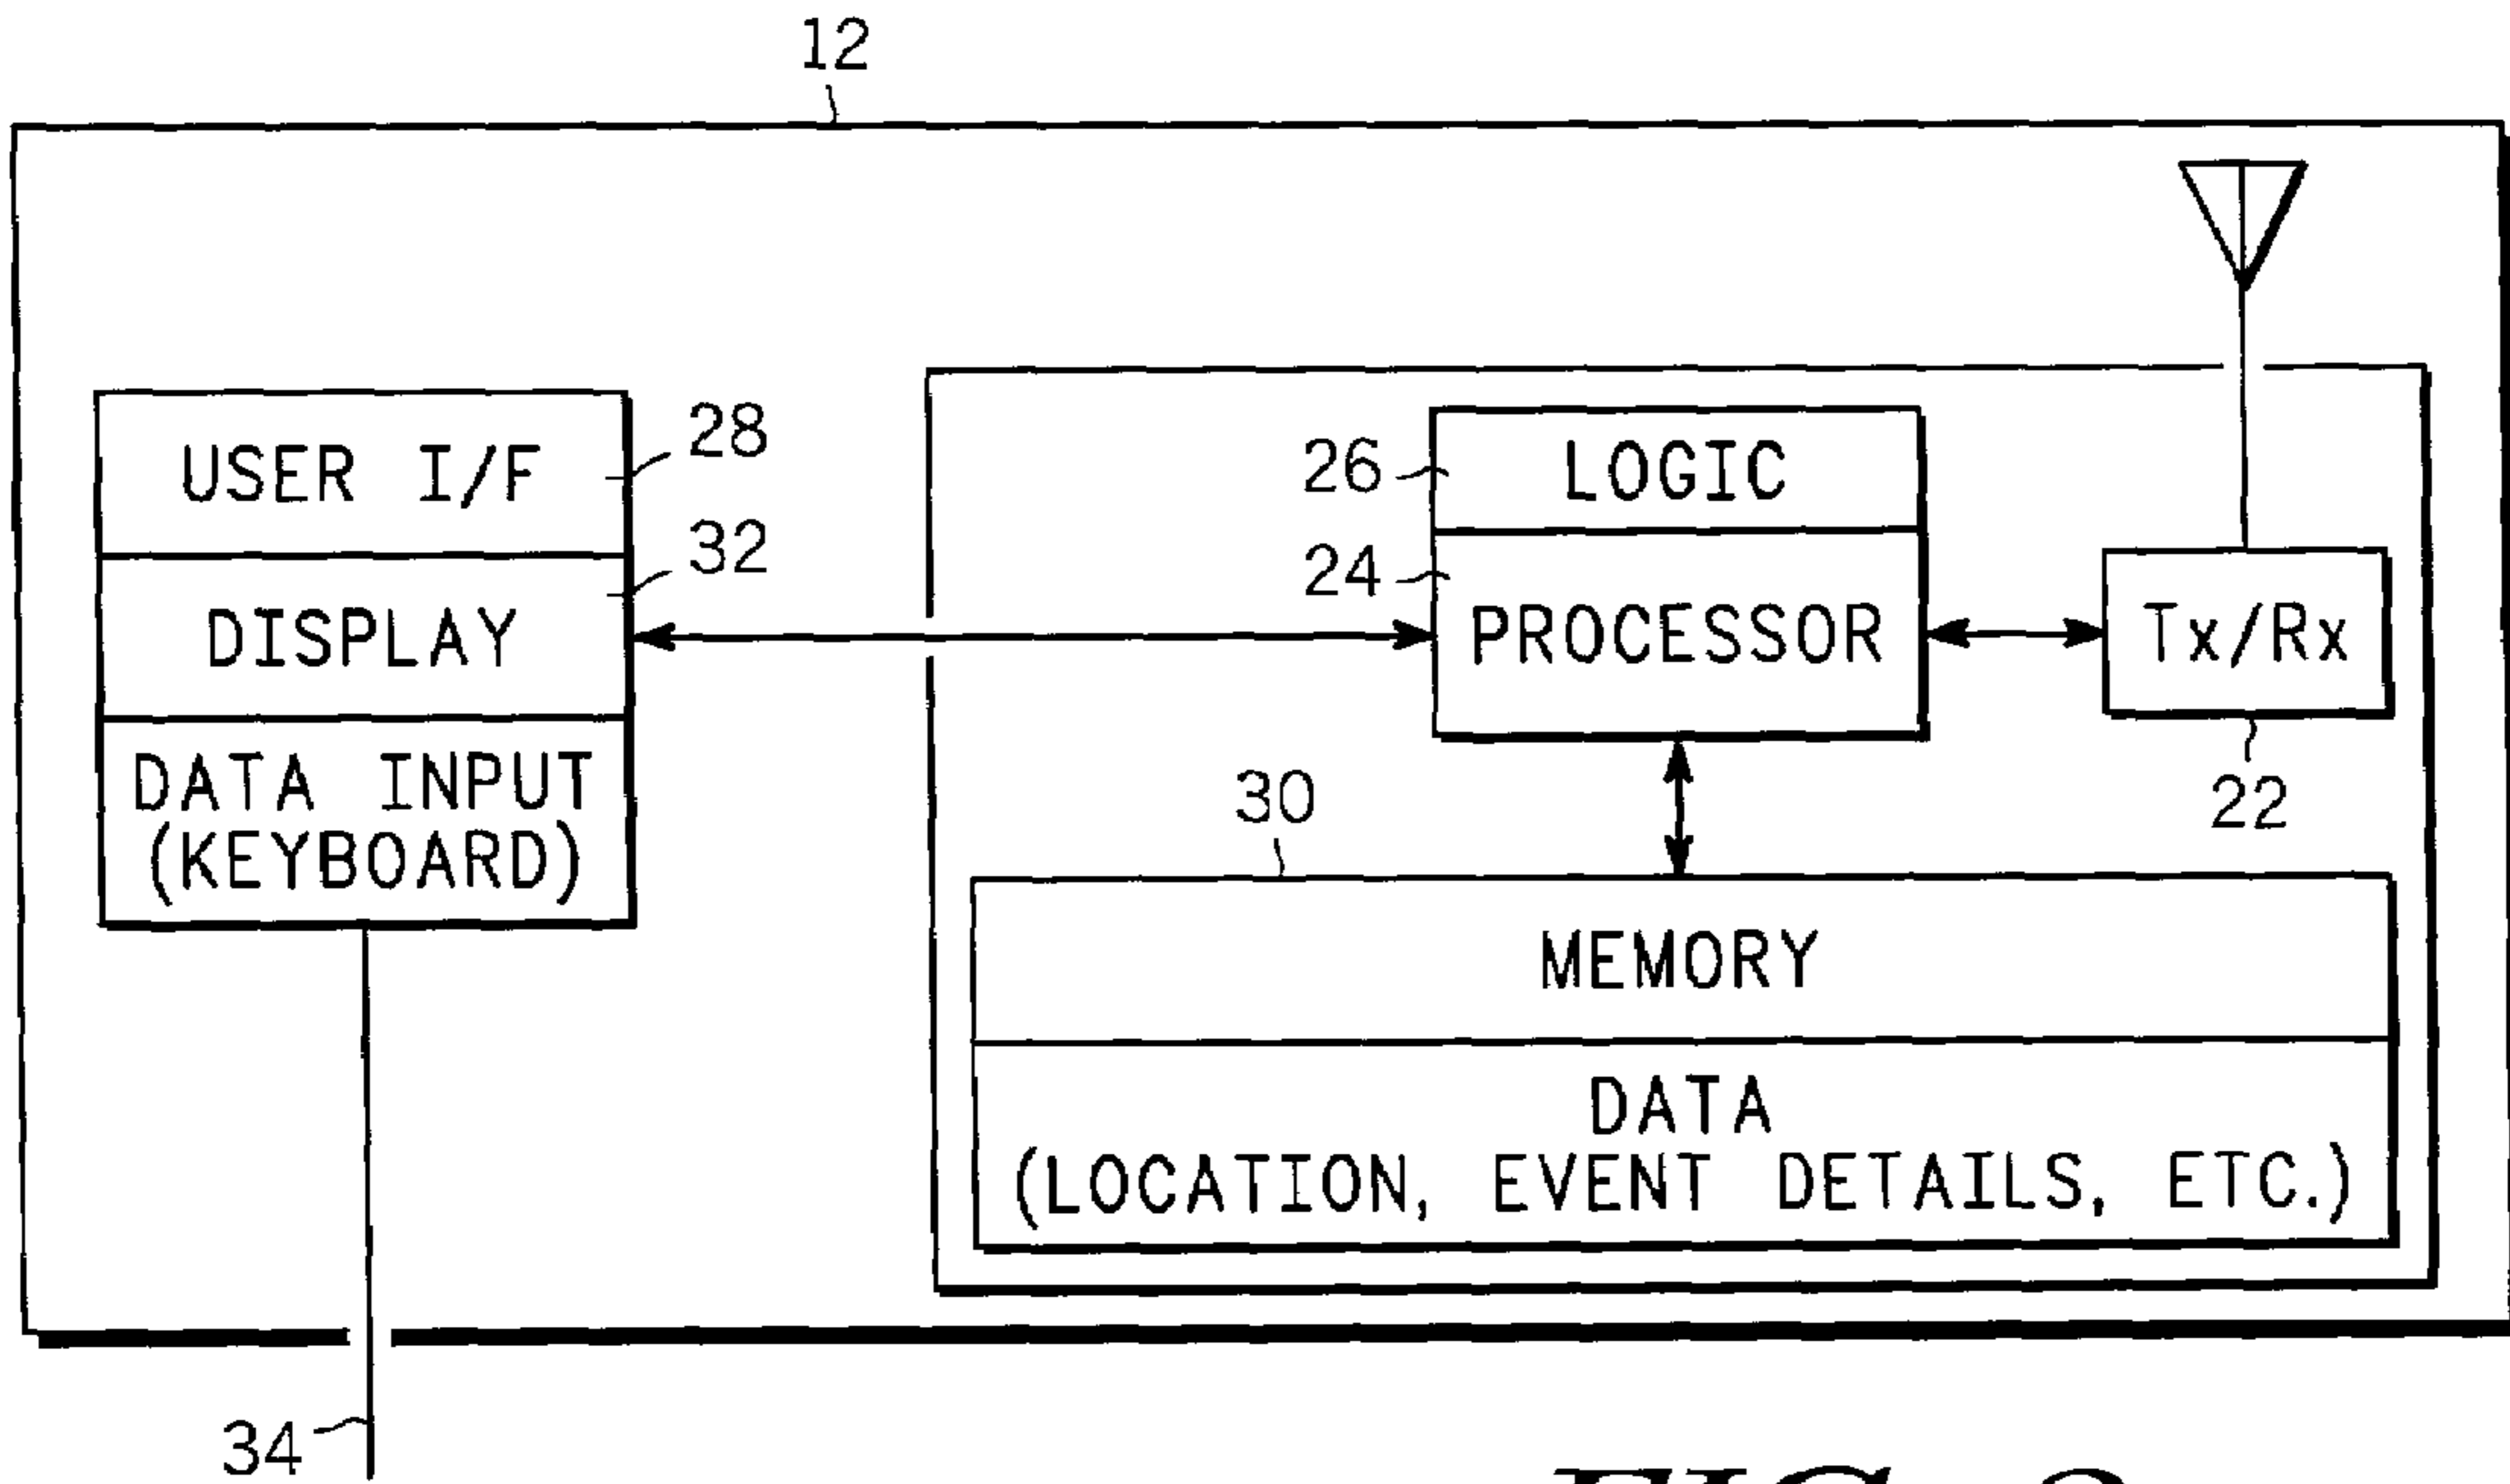 12
USER I/F
28
DISPLAY
32
DATA INPUT
(KEYBOARD)
34
26
LOGIC
24
PROCESSOR
Tx/Rx
22
30
MEMORY
DATA
(LOCATION, EVENT DETAILS, ETC.)